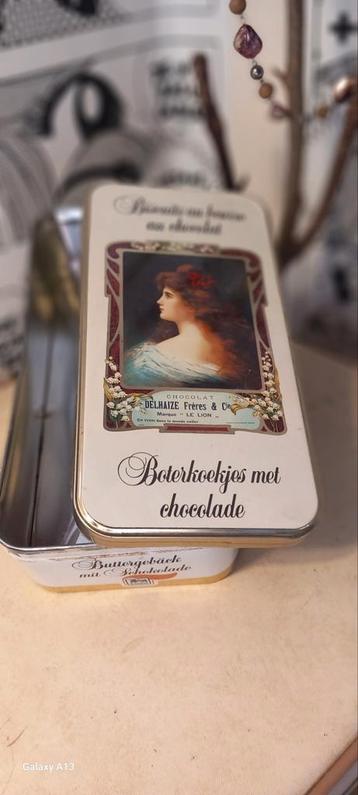 Biscuits au beurre
au chocolat
CHOCOLAT
DELHAIZE Frères & Cie
Marque "LE LION"
Boterkoekjes met
chocolade
Buttergebäck
mit Schokolade
Galaxy A13